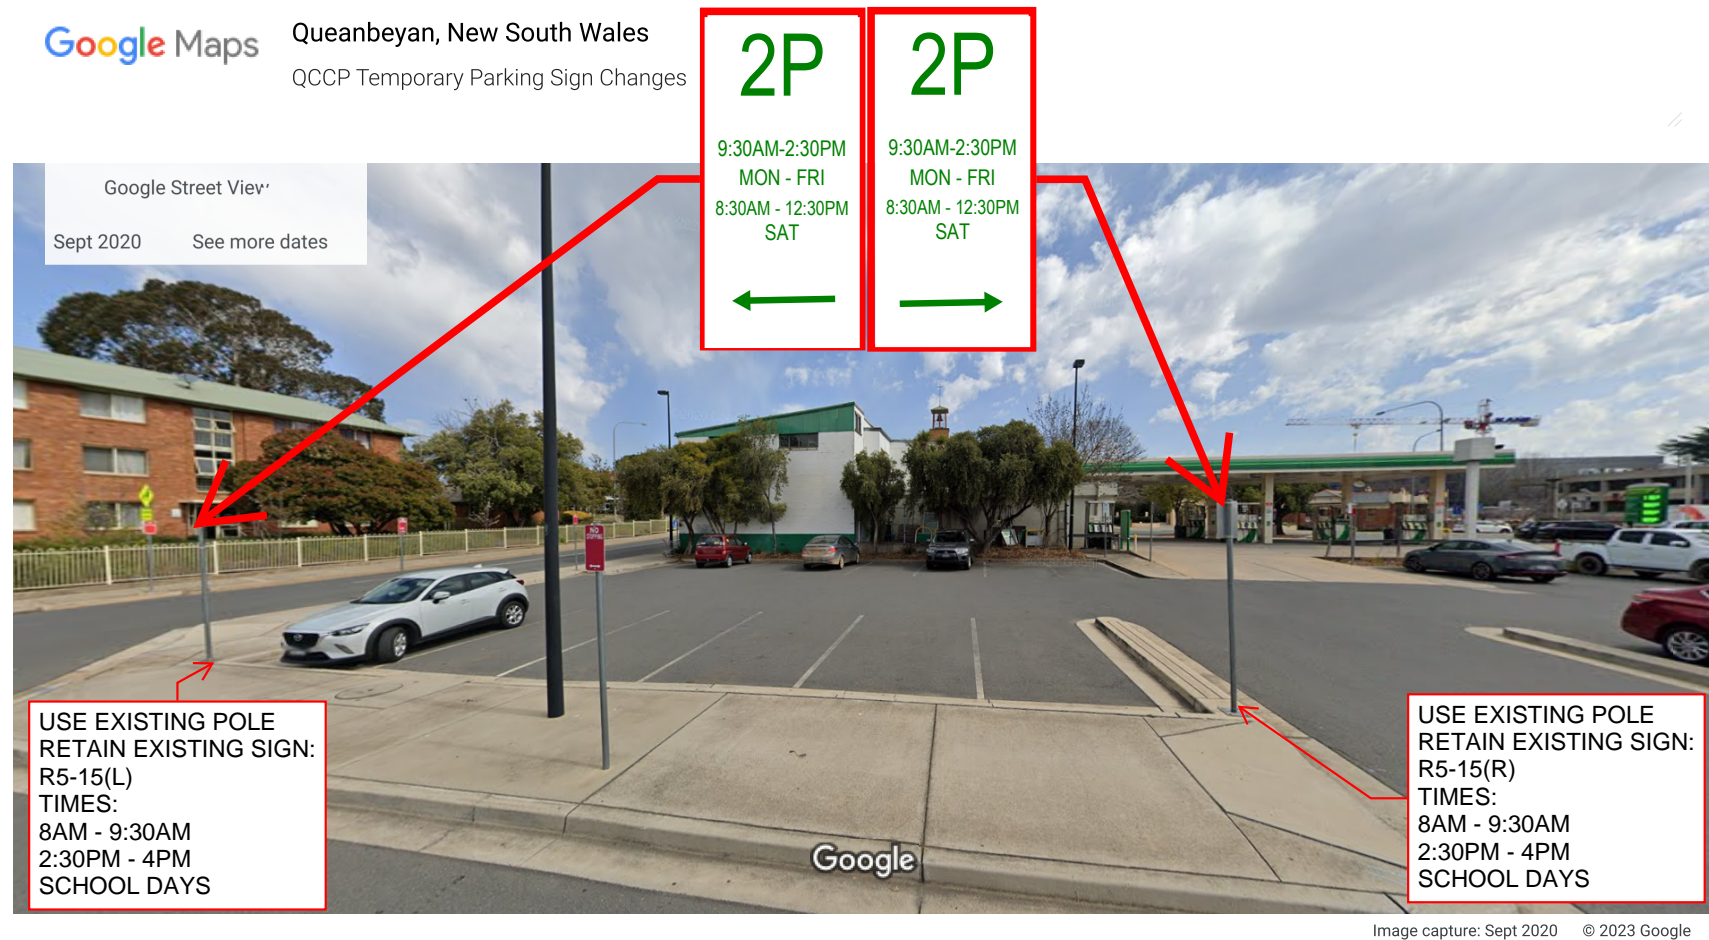 Google Maps
Queanbeyan, New South Wales
QCCP Temporary Parking Sign Changes
2P
9:30AM-2:30PM
MON - FRI
8:30AM - 12:30PM
SAT
2P
9:30AM-2:30PM
MON - FRI
8:30AM - 12:30PM
SAT
Google Street View
Sept 2020 See more dates
NO
STOPPING
USE EXISTING POLE
RETAIN EXISTING SIGN:
R5-15(L)
TIMES:
8AM - 9:30AM
2:30PM - 4PM
SCHOOL DAYS
USE EXISTING POLE
RETAIN EXISTING SIGN:
R5-15(R)
TIMES:
8AM - 9:30AM
2:30PM - 4PM
SCHOOL DAYS
Google
Image capture: Sept 2020 © 2023 Google